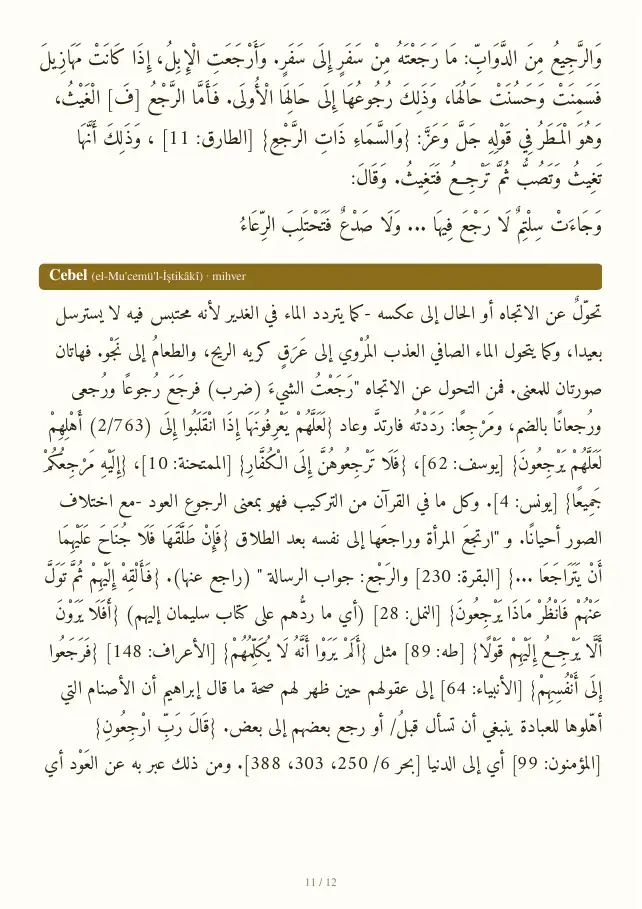 وَالرَّجِيعُ مِنَ الدَّوَابِّ: مَا رَجَعْتَهُ مِنْ سَفَرٍ إِلَى سَفَرٍ. وَأَرْجَعَتِ الْإِبِلُ، إِذَا كَانَتْ مَهَازِيلَ
فَسَمِنَتْ وَحَسُنَتْ حَالُهَا، وَذَلِكَ رُجُوعُهَا إِلَى حَالِهَا الْأُولَى. فَأَمَّا الرَّجْعُ [فَ] الْغَيْثُ،
وَهُوَ الْمَطَرُ فِي قَوْلِهِ جَلَّ وَعَزَّ: {وَالسَّمَاءِ ذَاتِ الرَّجْعِ} [الطارق: 11] ، وَذَلِكَ أَنَّهَا
تَغِيثُ وَتَصُبُّ ثُمَّ تَرْجِعُ فَتَغِيثُ. وَقَالَ:
وَجَاءَتْ سِلْتِمٌ لَا رَجْعَ فِيهَا ... وَلَا صَدْعٌ فَتَحْتَلِبَ الرِّعَاءُ
Cebel (el-Mu'cemü'l-İştikâkî) · mihver
تحوّلٌ عن الاتجاه أو الحال إلى عكسه -كما يتردد الماء في الغدير لأنه محتبس فيه لا يسترسل
بعيدا، وكما يتحول الماء الصافي العذب المُرْوي إلى عَرَقٍ كريه الريح، والطعامُ إلى نَجْو. فهاتان
صورتان للمعنى. فمن التحول عن الاتجاه "رَجَعْتُ الشيءَ (ضرب) فرجَعَ رُجوعًا ورُجعى
ورُجعانًا بالضم، ومَرْجِعًا: رَدَدْتُه فارتدَّ وعاد {لَعَلَّهُمْ يَعْرِفُونَهَا إِذَا انْقَلَبُوا إِلَى (2/763) أَهْلِهِمْ
لَعَلَّهُمْ يَرْجِعُونَ} [يوسف: 62]، {فَلَا تَرْجِعُوهُنَّ إِلَى الْكُفَّارِ} [الممتحنة: 10]، {إِلَيْهِ مَرْجِعُكُمْ
جَمِيعًا} [يونس: 4]. وكل ما في القرآن من التركيب فهو بمعنى الرجوع العود -مع اختلاف
الصور أحيانًا. و "ارتجعَ المرأة وراجعَها إلى نفسه بعد الطلاق {فَإِنْ طَلَّقَهَا فَلَا جُنَاحَ عَلَيْهِمَا
أَنْ يَتَرَاجَعَا ...} [البقرة: 230] والرَجْع: جواب الرسالة " (راجع عنها). {فَأَلْقِهْ إِلَيْهِمْ ثُمَّ تَوَلَّ
عَنْهُمْ فَانْظُرْ مَاذَا يَرْجِعُونَ} [النمل: 28] (أي ما ردُّهم على كتاب سليمان إليهم) {أَفَلَا يَرَوْنَ
أَلَّا يَرْجِعُ إِلَيْهِمْ قَوْلًا} [طه: 89] مثل {أَلَمْ يَرَوْا أَنَّهُ لَا يُكَلِّمُهُمْ} [الأعراف: 148] {فَرَجَعُوا
إِلَى أَنْفُسِهِمْ} [الأنبياء: 64] إلى عقولهم حين ظهر لهم صحة ما قال إبراهيم أن الأصنام التي
أهّلوها للعبادة ينبغي أن تسأل قبلُ/ أو رجع بعضهم إلى بعض. {قَالَ رَبِّ ارْجِعُونِ}
[المؤمنون: 99] أي إلى الدنيا [بحر 6/ 250، 303، 388]. ومن ذلك عبر به عن العَوْد أي
11 / 12